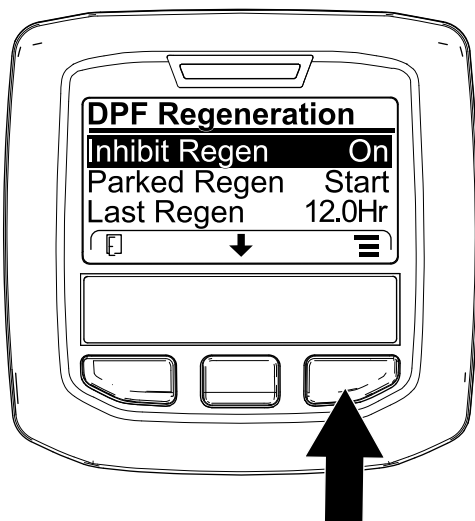 DPF Regeneration
Inhibit Regen On
Parked Regen Start
Last Regen 12.0Hr